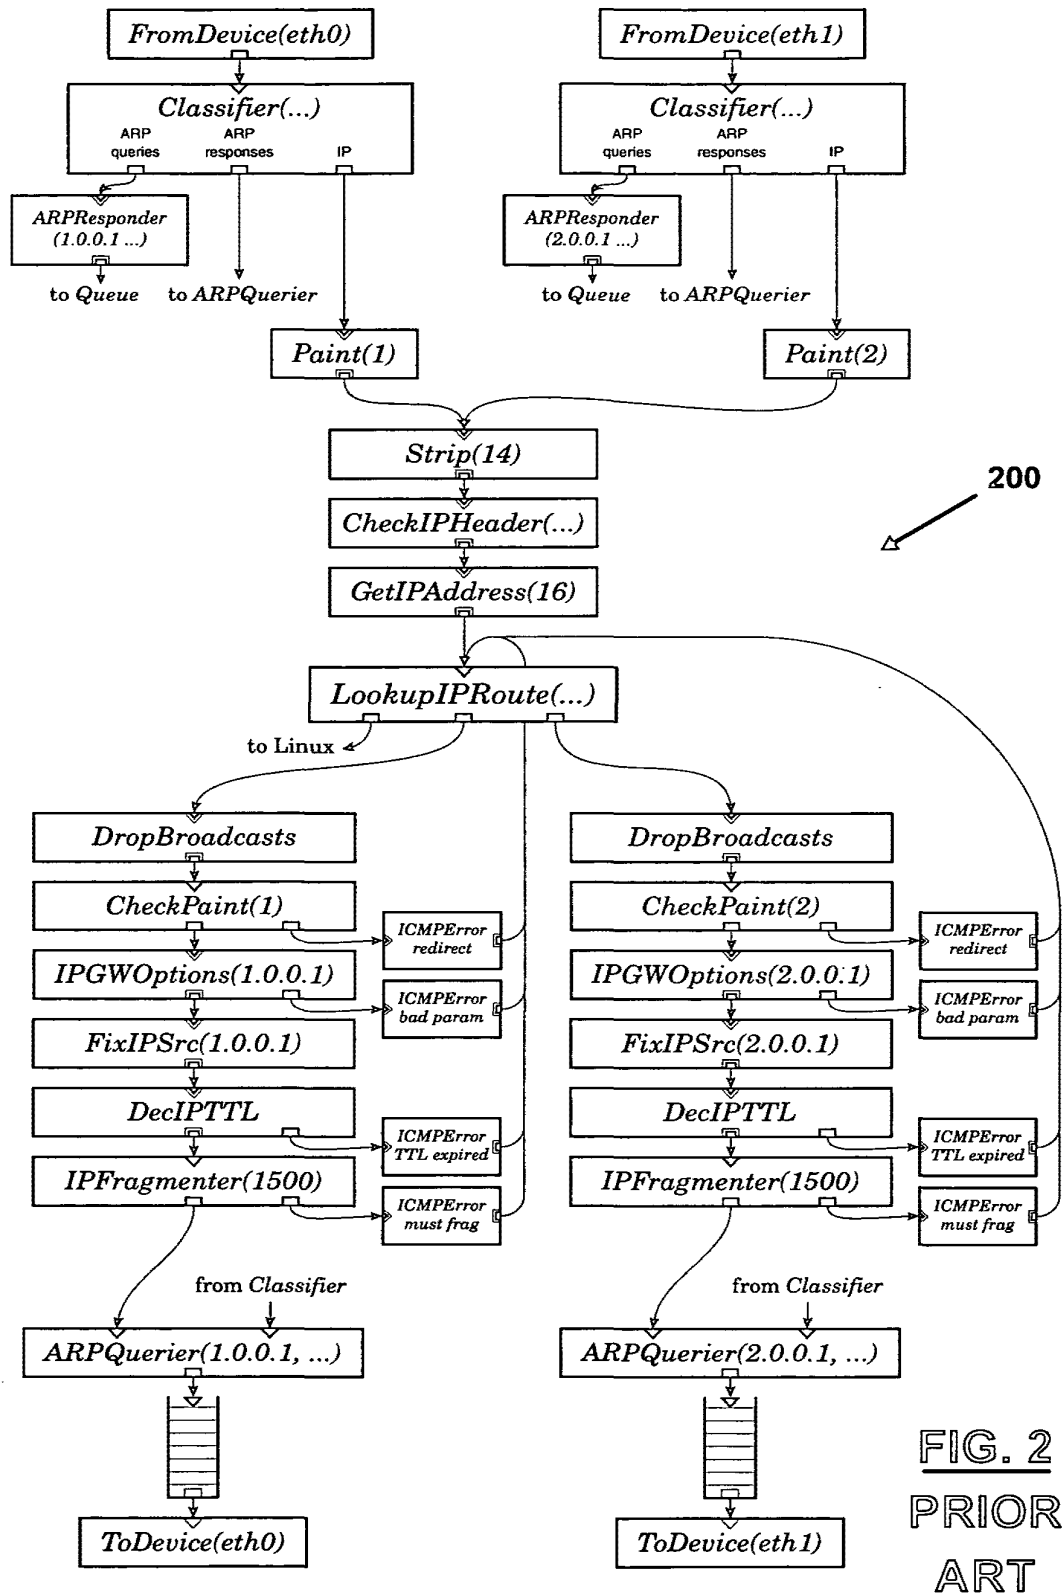 FromDevice(eth0)
FromDevice(eth1)
Classifier(...)
ARP queries
ARP responses
IP
Classifier(...)
ARP queries
ARP responses
IP
ARPResponder
(1.0.0.1 ...)
ARPResponder
(2.0.0.1 ...)
to Queue
to ARPQuerier
to Queue
to ARPQuerier
Paint(1)
Paint(2)
Strip(14)
200
CheckIPHeader(...)
GetIPAddress(16)
LookupIPRoute(...)
to Linux
DropBroadcasts
DropBroadcasts
CheckPaint(1)
CheckPaint(2)
ICMPError
redirect
ICMPError
redirect
IPGWOptions(1.0.0.1)
IPGWOptions(2.0.0.1)
ICMPError
bad param
ICMPError
bad param
FixIPSrc(1.0.0.1)
FixIPSrc(2.0.0.1)
DecIPTTL
DecIPTTL
ICMPError
TTL expired
ICMPError
TTL expired
IPFragmenter(1500)
IPFragmenter(1500)
ICMPError
must frag
ICMPError
must frag
from Classifier
from Classifier
ARPQuerier(1.0.0.1, ...)
ARPQuerier(2.0.0.1, ...)
ToDevice(eth0)
ToDevice(eth1)
FIG. 2
PRIOR
ART